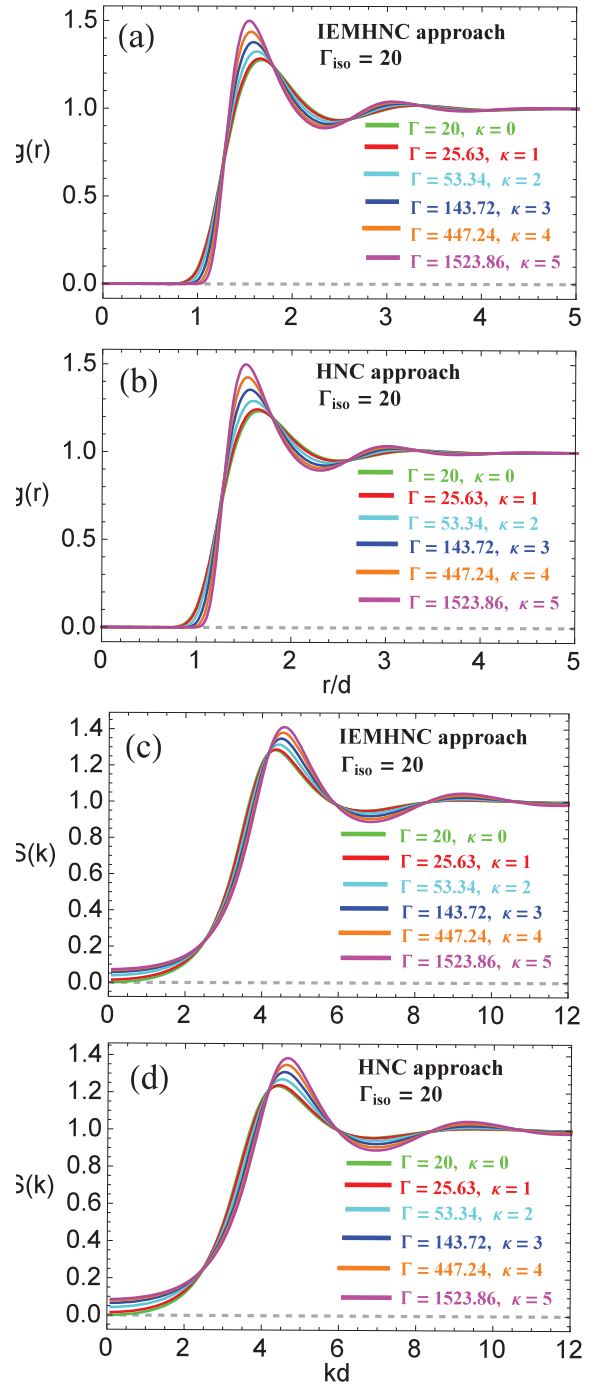 (a)
IEMHNC approach
Γiso = 20
1.5
1.0
0.5
0.0
g(r)
Γ = 20, κ = 0
Γ = 25.63, κ = 1
Γ = 53.34, κ = 2
Γ = 143.72, κ = 3
Γ = 447.24, κ = 4
Γ = 1523.86, κ = 5
0 1 2 3 4 5
(b)
HNC approach
Γiso = 20
1.5
1.0
0.5
0.0
g(r)
Γ = 20, κ = 0
Γ = 25.63, κ = 1
Γ = 53.34, κ = 2
Γ = 143.72, κ = 3
Γ = 447.24, κ = 4
Γ = 1523.86, κ = 5
0 1 2 3 4 5
r/d
(c)
IEMHNC approach
Γiso = 20
1.4
1.2
1.0
0.8
0.6
0.4
0.2
0.0
S(k)
Γ = 20, κ = 0
Γ = 25.63, κ = 1
Γ = 53.34, κ = 2
Γ = 143.72, κ = 3
Γ = 447.24, κ = 4
Γ = 1523.86, κ = 5
0 2 4 6 8 10 12
(d)
HNC approach
Γiso = 20
1.4
1.2
1.0
0.8
0.6
0.4
0.2
0.0
S(k)
Γ = 20, κ = 0
Γ = 25.63, κ = 1
Γ = 53.34, κ = 2
Γ = 143.72, κ = 3
Γ = 447.24, κ = 4
Γ = 1523.86, κ = 5
0 2 4 6 8 10 12
kd